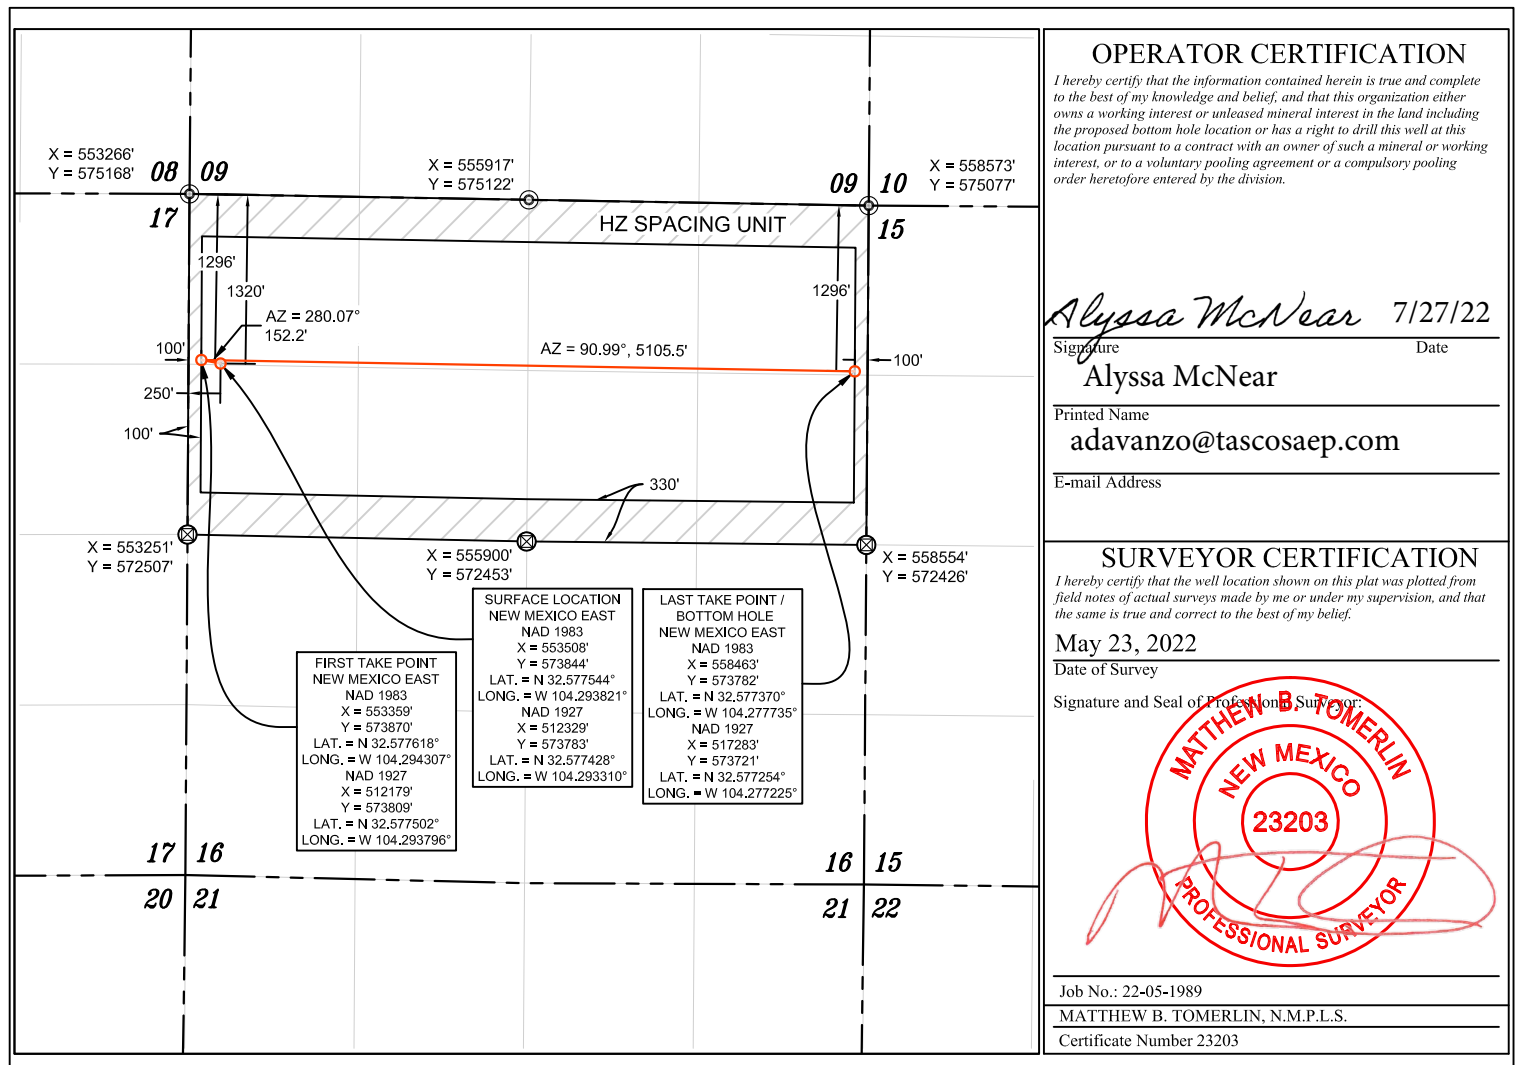 X = 553266'
Y = 575168'
08 09
17
X = 555917'
Y = 575122'
09 10
15
X = 558573'
Y = 575077'
HZ SPACING UNIT
1296'
1320'
1296'
AZ = 280.07°
152.2'
AZ = 90.99°, 5105.5'
100'
100'
250'
100'
330'
X = 553251'
Y = 572507'
X = 555900'
Y = 572453'
X = 558554'
Y = 572426'
FIRST TAKE POINT
NEW MEXICO EAST
NAD 1983
X = 553359'
Y = 573870'
LAT. = N 32.577618°
LONG. = W 104.294307°
NAD 1927
X = 512179'
Y = 573809'
LAT. = N 32.577502°
LONG. = W 104.293796°
SURFACE LOCATION
NEW MEXICO EAST
NAD 1983
X = 553508'
Y = 573844'
LAT. = N 32.577544°
LONG. = W 104.293821°
NAD 1927
X = 512329'
Y = 573783'
LAT. = N 32.577428°
LONG. = W 104.293310°
LAST TAKE POINT /
BOTTOM HOLE
NEW MEXICO EAST
NAD 1983
X = 558463'
Y = 573782'
LAT. = N 32.577370°
LONG. = W 104.277735°
NAD 1927
X = 517283'
Y = 573721'
LAT. = N 32.577254°
LONG. = W 104.277225°
17 16
20 21
16 15
21 22
OPERATOR CERTIFICATION
I hereby certify that the information contained herein is true and complete
to the best of my knowledge and belief, and that this organization either
owns a working interest or unleased mineral interest in the land including
the proposed bottom hole location or has a right to drill this well at this
location pursuant to a contract with an owner of such a mineral or working
interest, or to a voluntary pooling agreement or a compulsory pooling
order heretofore entered by the division.
Alyssa McNear 7/27/22
Signature Date
Alyssa McNear
Printed Name
adavanzo@tascosaep.com
E-mail Address
SURVEYOR CERTIFICATION
I hereby certify that the well location shown on this plat was plotted from
field notes of actual surveys made by me or under my supervision, and that
the same is true and correct to the best of my belief.
May 23, 2022
Date of Survey
Signature and Seal of Professional Surveyor:
MATTHEW B. TOMERLIN
NEW MEXICO
23203
PROFESSIONAL SURVEYOR
Job No.: 22-05-1989
MATTHEW B. TOMERLIN, N.M.P.L.S.
Certificate Number 23203